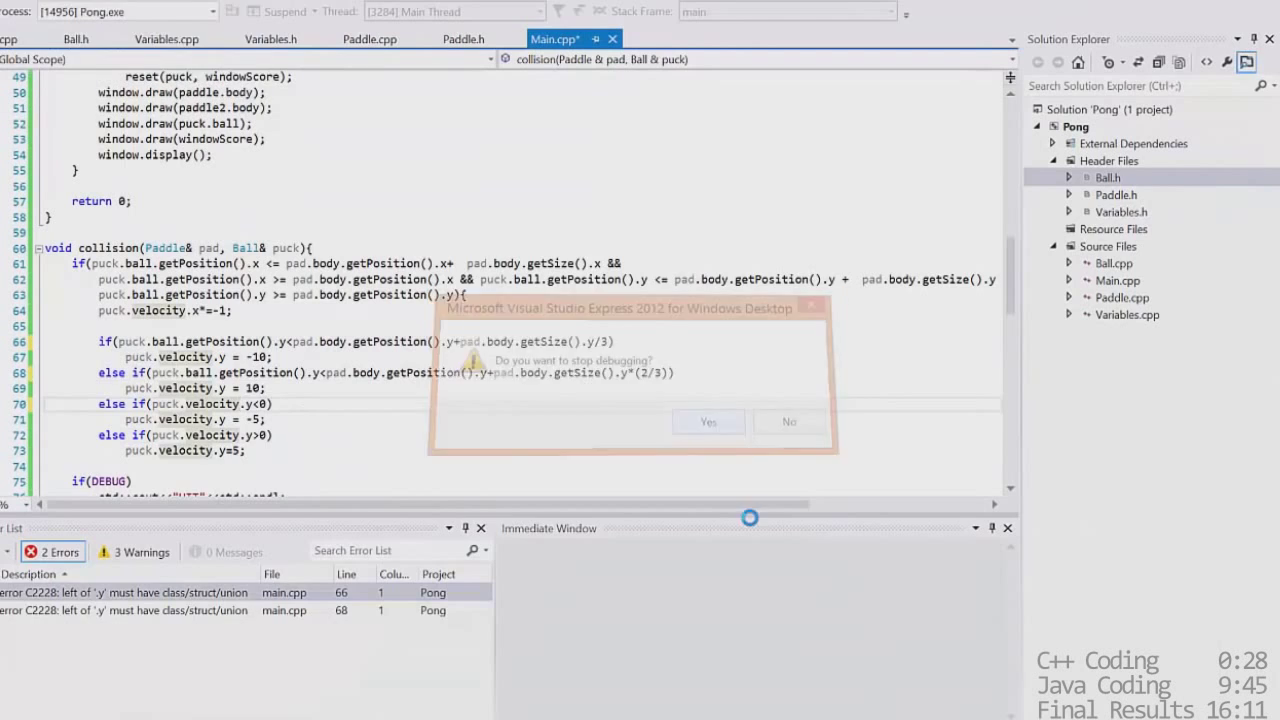 rocess: [14956] Pong.exe Suspend Thread: [3284] Main Thread Stack Frame: main
cpp Ball.h Variables.cpp Variables.h Paddle.cpp Paddle.h Main.cpp*
Global Scope) collision(Paddle & pad, Ball & puck)
49 reset(puck, windowScore);
50 window.draw(paddle.body);
51 window.draw(paddle2.body);
52 window.draw(puck.ball);
53 window.draw(windowScore);
54 window.display();
55 }
56
57 return 0;
58 }
59
60 void collision(Paddle& pad, Ball& puck){
61 if(puck.ball.getPosition().x <= pad.body.getPosition().x+ pad.body.getSize().x &&
62 puck.ball.getPosition().x >= pad.body.getPosition().x && puck.ball.getPosition().y <= pad.body.getPosition().y + pad.body.getSize().y
63 puck.ball.getPosition().y >= pad.body.getPosition().y){
64 puck.velocity.x*=-1;
65
66 if(puck.ball.getPosition().y<pad.body.getPosition().y+pad.body.getSize().y/3)
67 puck.velocity.y = -10;
68 else if(puck.ball.getPosition().y<pad.body.getPosition().y+pad.body.getSize().y*(2/3))
69 puck.velocity.y = 10;
70 else if(puck.velocity.y<0)
71 puck.velocity.y = -5;
72 else if(puck.velocity.y>0)
73 puck.velocity.y=5;
74
75 if(DEBUG)
Microsoft Visual Studio Express 2012 for Windows Desktop
Do you want to stop debugging?
Yes No
%
Solution Explorer
Search Solution Explorer (Ctrl+;)
Solution 'Pong' (1 project)
Pong
External Dependencies
Header Files
Ball.h
Paddle.h
Variables.h
Resource Files
Source Files
Ball.cpp
Main.cpp
Paddle.cpp
Variables.cpp
r List
2 Errors 3 Warnings 0 Messages Search Error List
Description File Line Colu... Project
error C2228: left of '.y' must have class/struct/union main.cpp 66 1 Pong
error C2228: left of '.y' must have class/struct/union main.cpp 68 1 Pong
Immediate Window
C++ Coding 0:28
Java Coding 9:45
Final Results 16:11